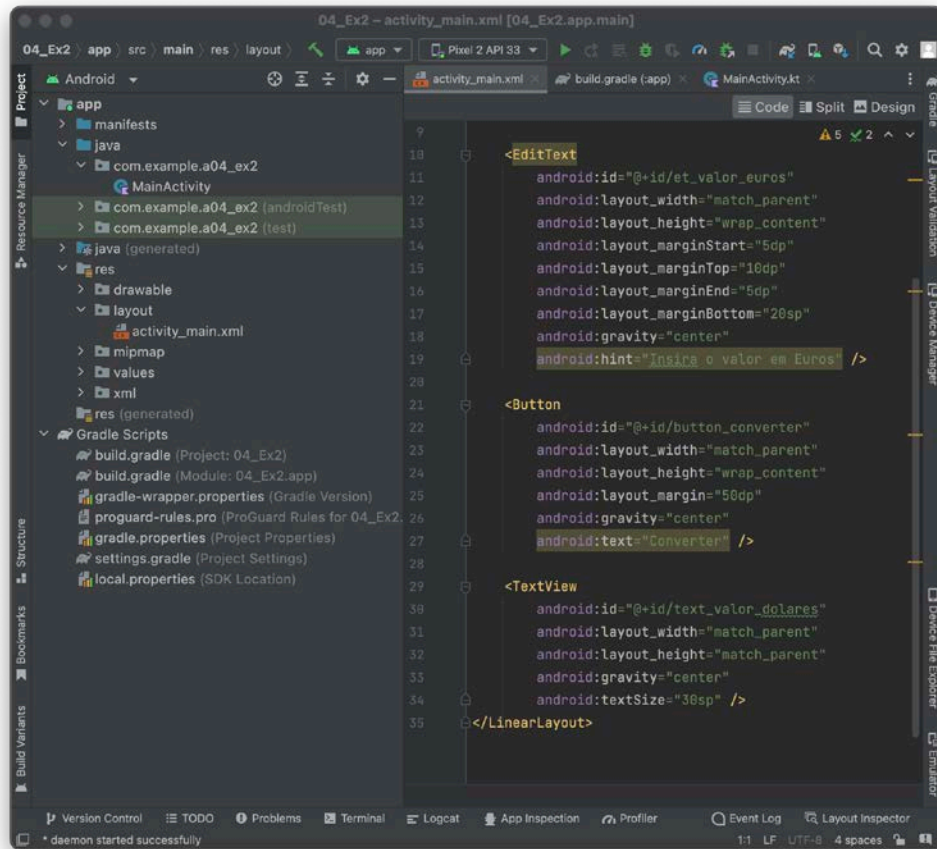 04_Ex2 – activity_main.xml [04_Ex2.app.main]
04_Ex2 app src main res layout app Pixel 2 API 33
Project
Resource Manager
Structure
Bookmarks
Build Variants
Android
app
manifests
java
com.example.a04_ex2
MainActivity
com.example.a04_ex2 (androidTest)
com.example.a04_ex2 (test)
java (generated)
res
drawable
layout
activity_main.xml
mipmap
values
xml
res (generated)
Gradle Scripts
build.gradle (Project: 04_Ex2)
build.gradle (Module: 04_Ex2.app)
gradle-wrapper.properties (Gradle Version)
proguard-rules.pro (ProGuard Rules for 04_Ex2.
gradle.properties (Project Properties)
settings.gradle (Project Settings)
local.properties (SDK Location)
activity_main.xml build.gradle (:app) MainActivity.kt
Code Split Design
5 2
9
10 <EditText
11 android:id="@+id/et_valor_euros"
12 android:layout_width="match_parent"
13 android:layout_height="wrap_content"
14 android:layout_marginStart="5dp"
15 android:layout_marginTop="10dp"
16 android:layout_marginEnd="5dp"
17 android:layout_marginBottom="20sp"
18 android:gravity="center"
19 android:hint="Insira o valor em Euros" />
20
21 <Button
22 android:id="@+id/button_converter"
23 android:layout_width="match_parent"
24 android:layout_height="wrap_content"
25 android:layout_margin="50dp"
26 android:gravity="center"
27 android:text="Converter" />
28
29 <TextView
30 android:id="@+id/text_valor_dolares"
31 android:layout_width="match_parent"
32 android:layout_height="match_parent"
33 android:gravity="center"
34 android:textSize="30sp" />
35 </LinearLayout>
Gradle
Layout Validation
Device Manager
Device File Explorer
Emulator
Version Control TODO Problems Terminal Logcat App Inspection Profiler Event Log Layout Inspector
* daemon started successfully 1:1 LF UTF-8 4 spaces